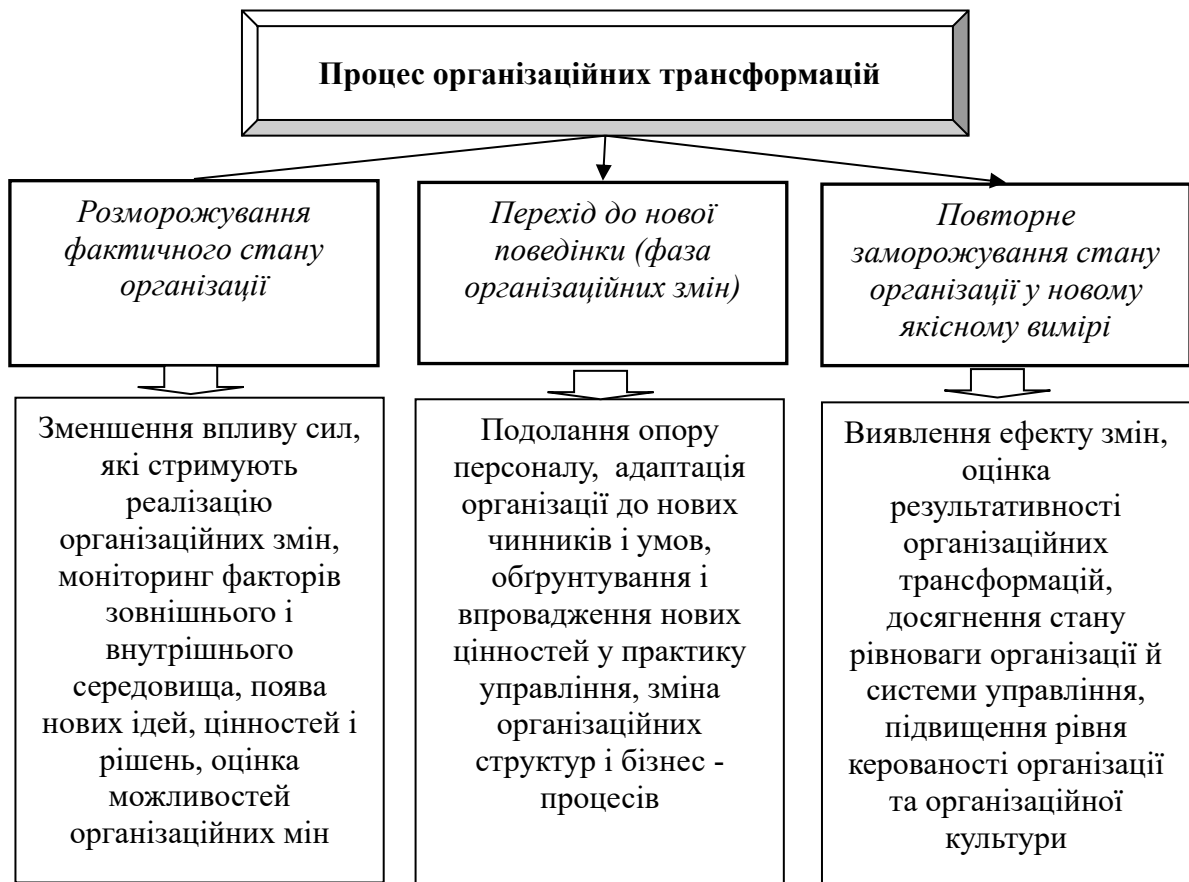 Процес організаційних трансформацій
Розморожування
фактичного стану
організації
Перехід до нової
поведінки (фаза
організаційних змін)
Повторне
заморожування стану
організації у новому
якісному вимірі
Зменшення впливу сил,
які стримують
реалізацію
організаційних змін,
моніторинг факторів
зовнішнього і
внутрішнього
середовища, поява
нових ідей, цінностей і
рішень, оцінка
можливостей
організаційних мін
Подолання опору
персоналу, адаптація
організації до нових
чинників і умов,
обґрунтування і
впровадження нових
цінностей у практику
управління, зміна
організаційних
структур і бізнес -
процесів
Виявлення ефекту змін,
оцінка
результативності
організаційних
трансформацій,
досягнення стану
рівноваги організації й
системи управління,
підвищення рівня
керованості організації
та організаційної
культури